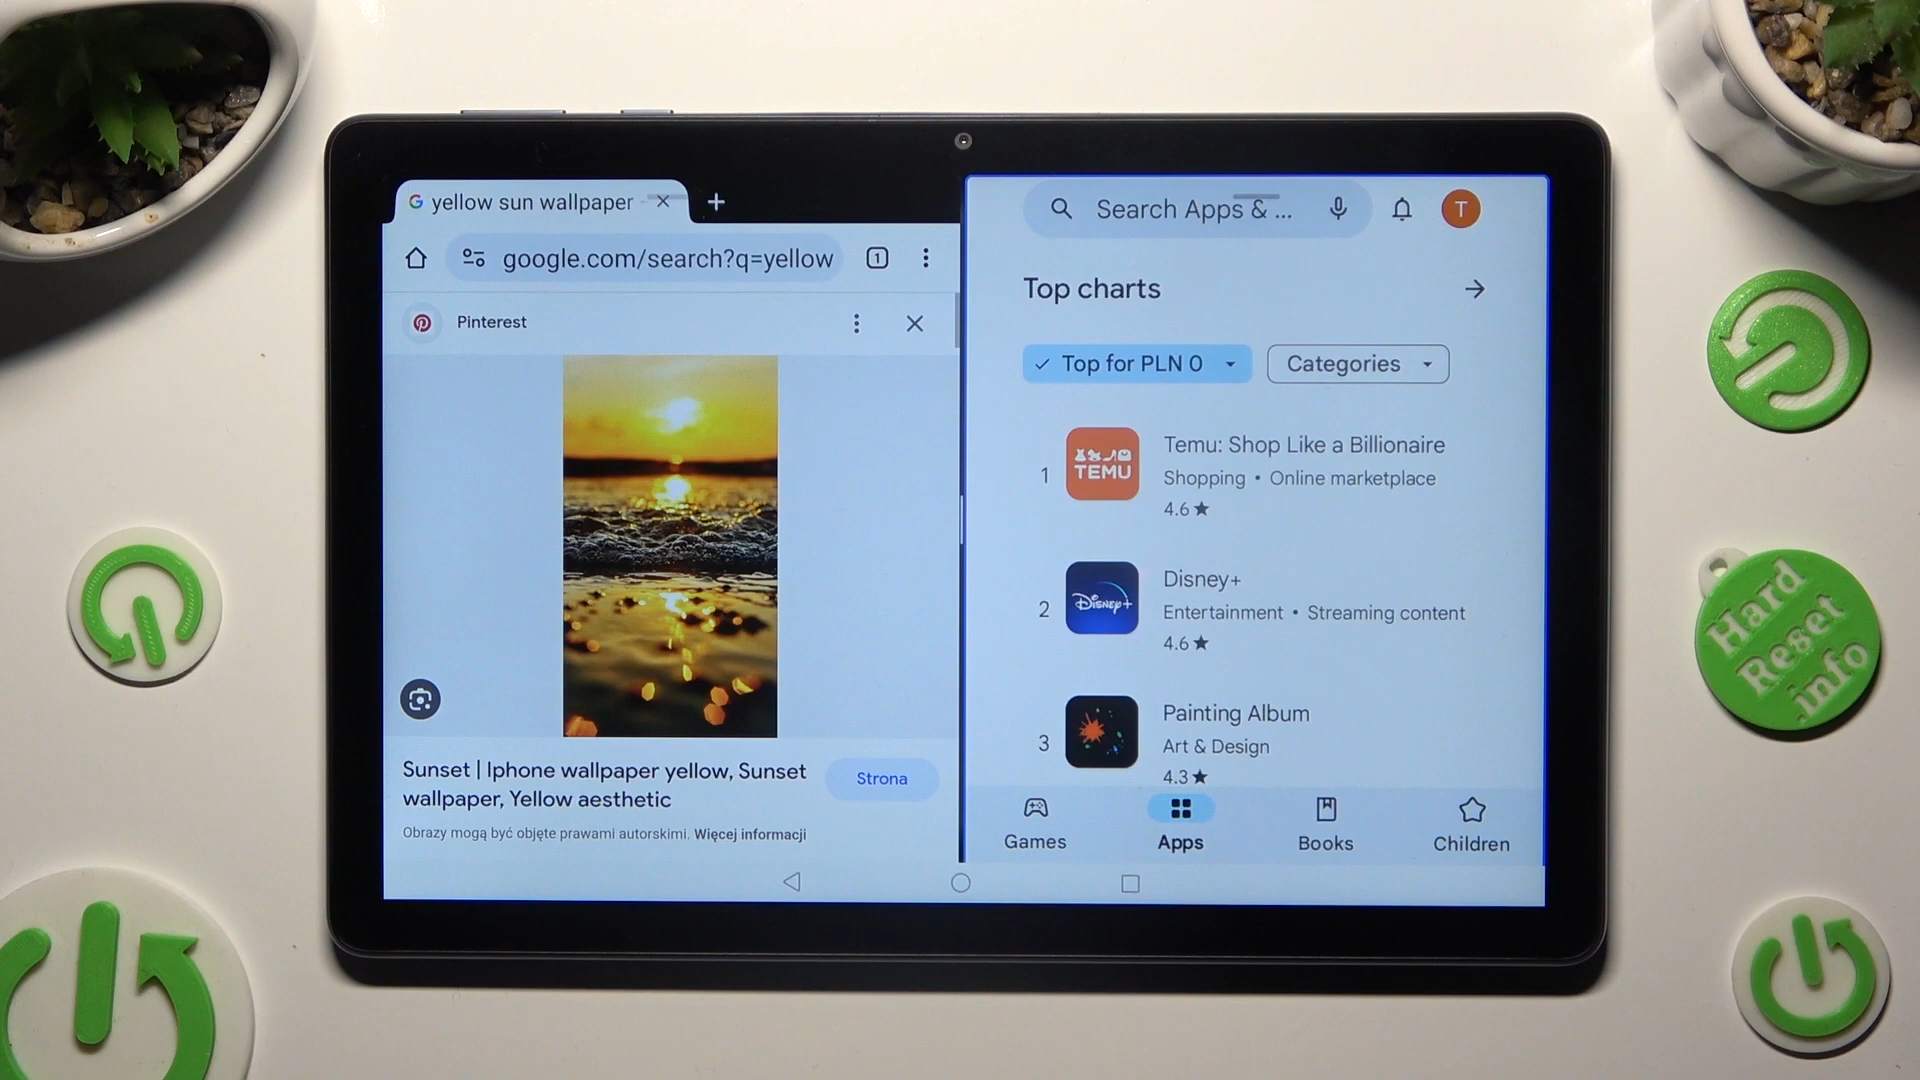 yellow sun wallpaper
google.com/search?q=yellow
1
Pinterest
Sunset | Iphone wallpaper yellow, Sunset
wallpaper, Yellow aesthetic
Strona
Obrazy mogą być objęte prawami autorskimi. Więcej informacji
Search Apps & ...
T
Top charts
Top for PLN 0
Categories
1
TEMU
Temu: Shop Like a Billionaire
Shopping • Online marketplace
4.6★
2
Disney+
Disney+
Entertainment • Streaming content
4.6★
3
Painting Album
Art & Design
4.3★
Games
Apps
Books
Children
Hard
Reset
.info